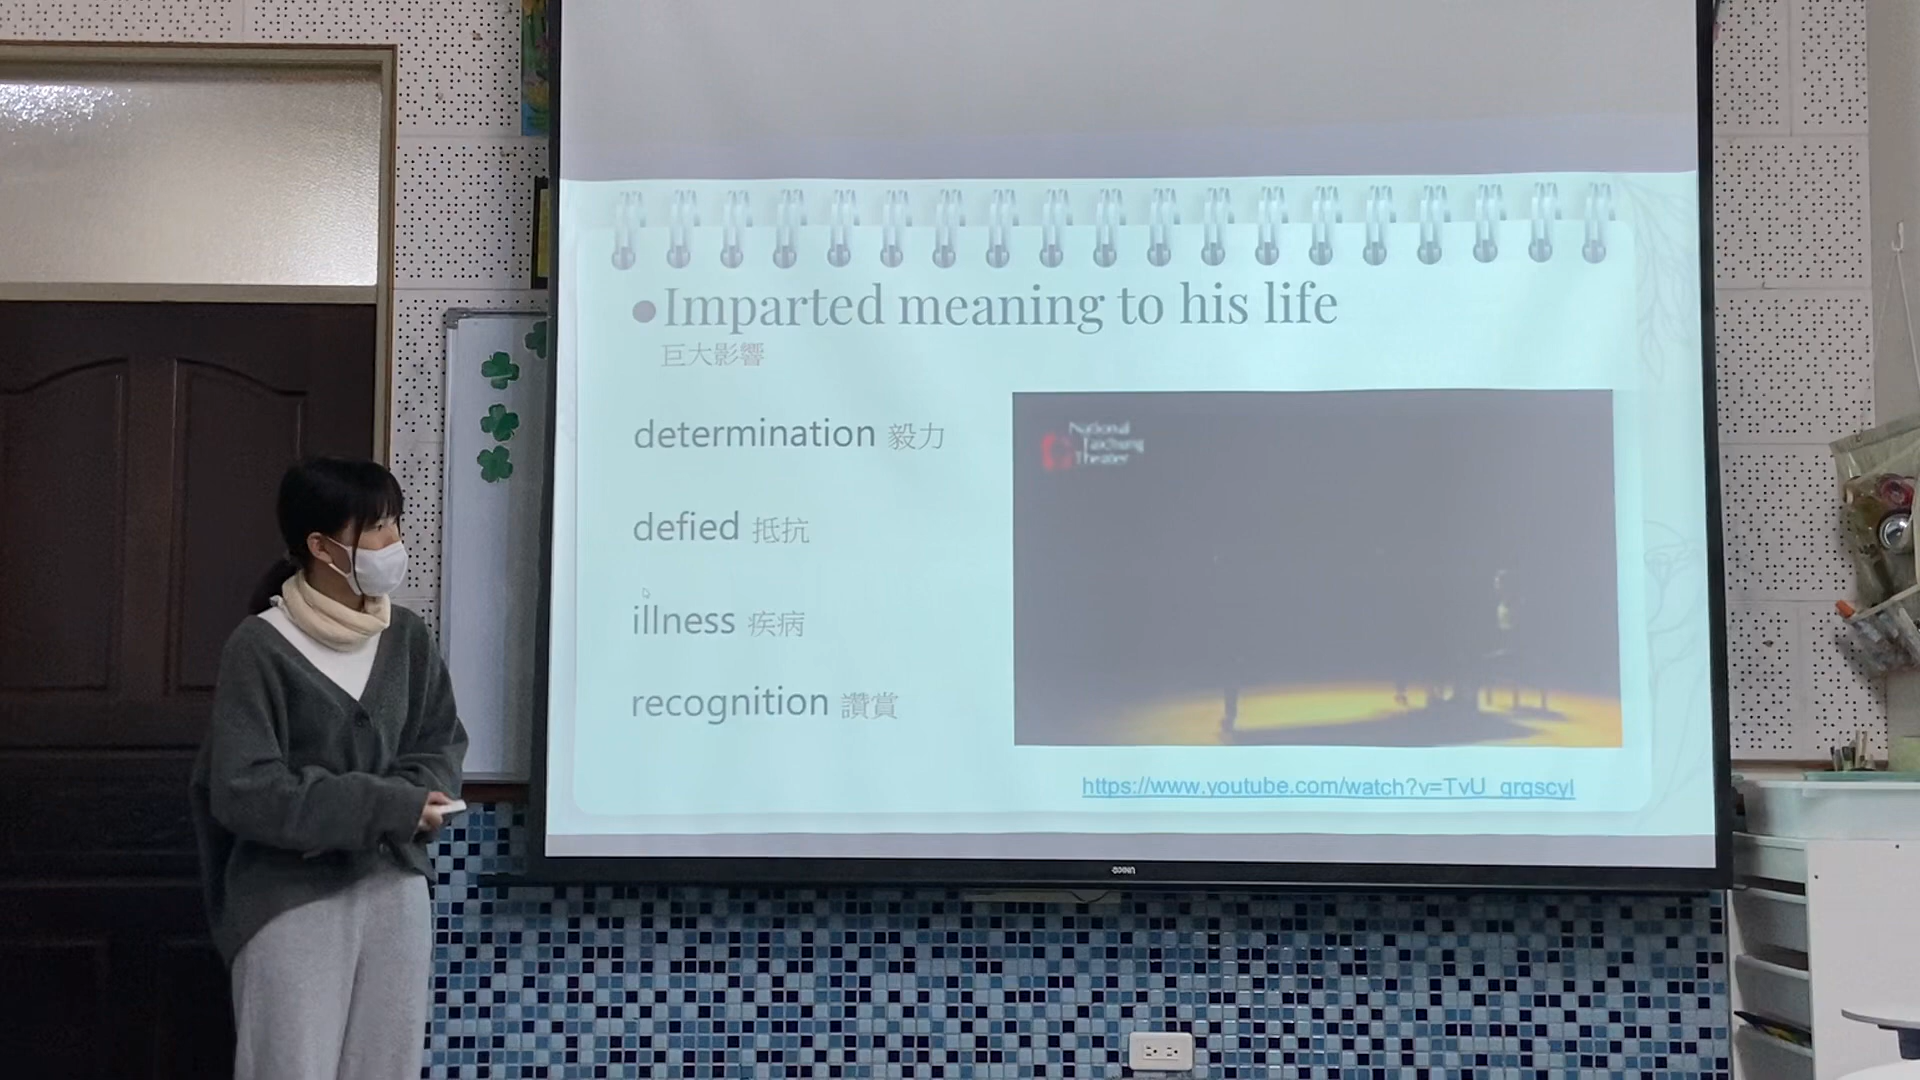 Imparted meaning to his life
巨大影響
determination 毅力
defied 抵抗
illness 疾病
recognition 讚賞
National
Taichung
Theater
https://www.youtube.com/watch?v=TvU_qrqscyI